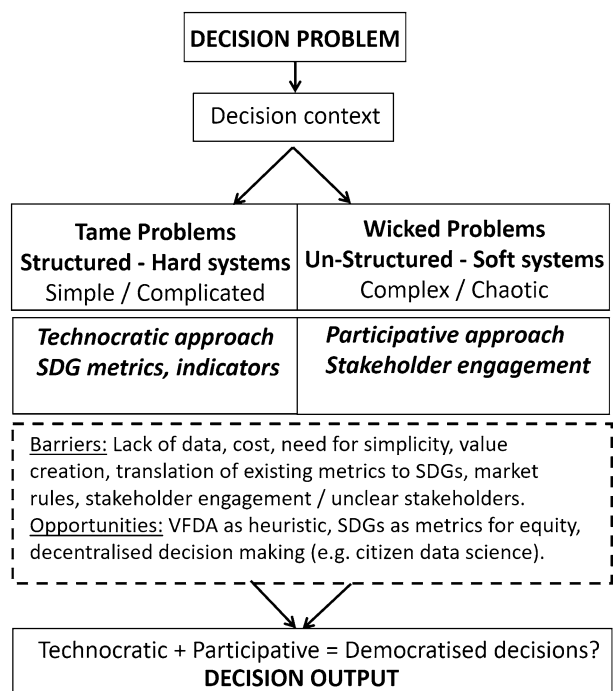 DECISION PROBLEM
Decision context
Tame Problems
Structured - Hard systems
Simple / Complicated
Wicked Problems
Un-Structured - Soft systems
Complex / Chaotic
Technocratic approach
SDG metrics, indicators
Participative approach
Stakeholder engagement
Barriers: Lack of data, cost, need for simplicity, value
creation, translation of existing metrics to SDGs, market
rules, stakeholder engagement / unclear stakeholders.
Opportunities: VFDA as heuristic, SDGs as metrics for equity,
decentralised decision making (e.g. citizen data science).
Technocratic + Participative = Democratised decisions?
DECISION OUTPUT